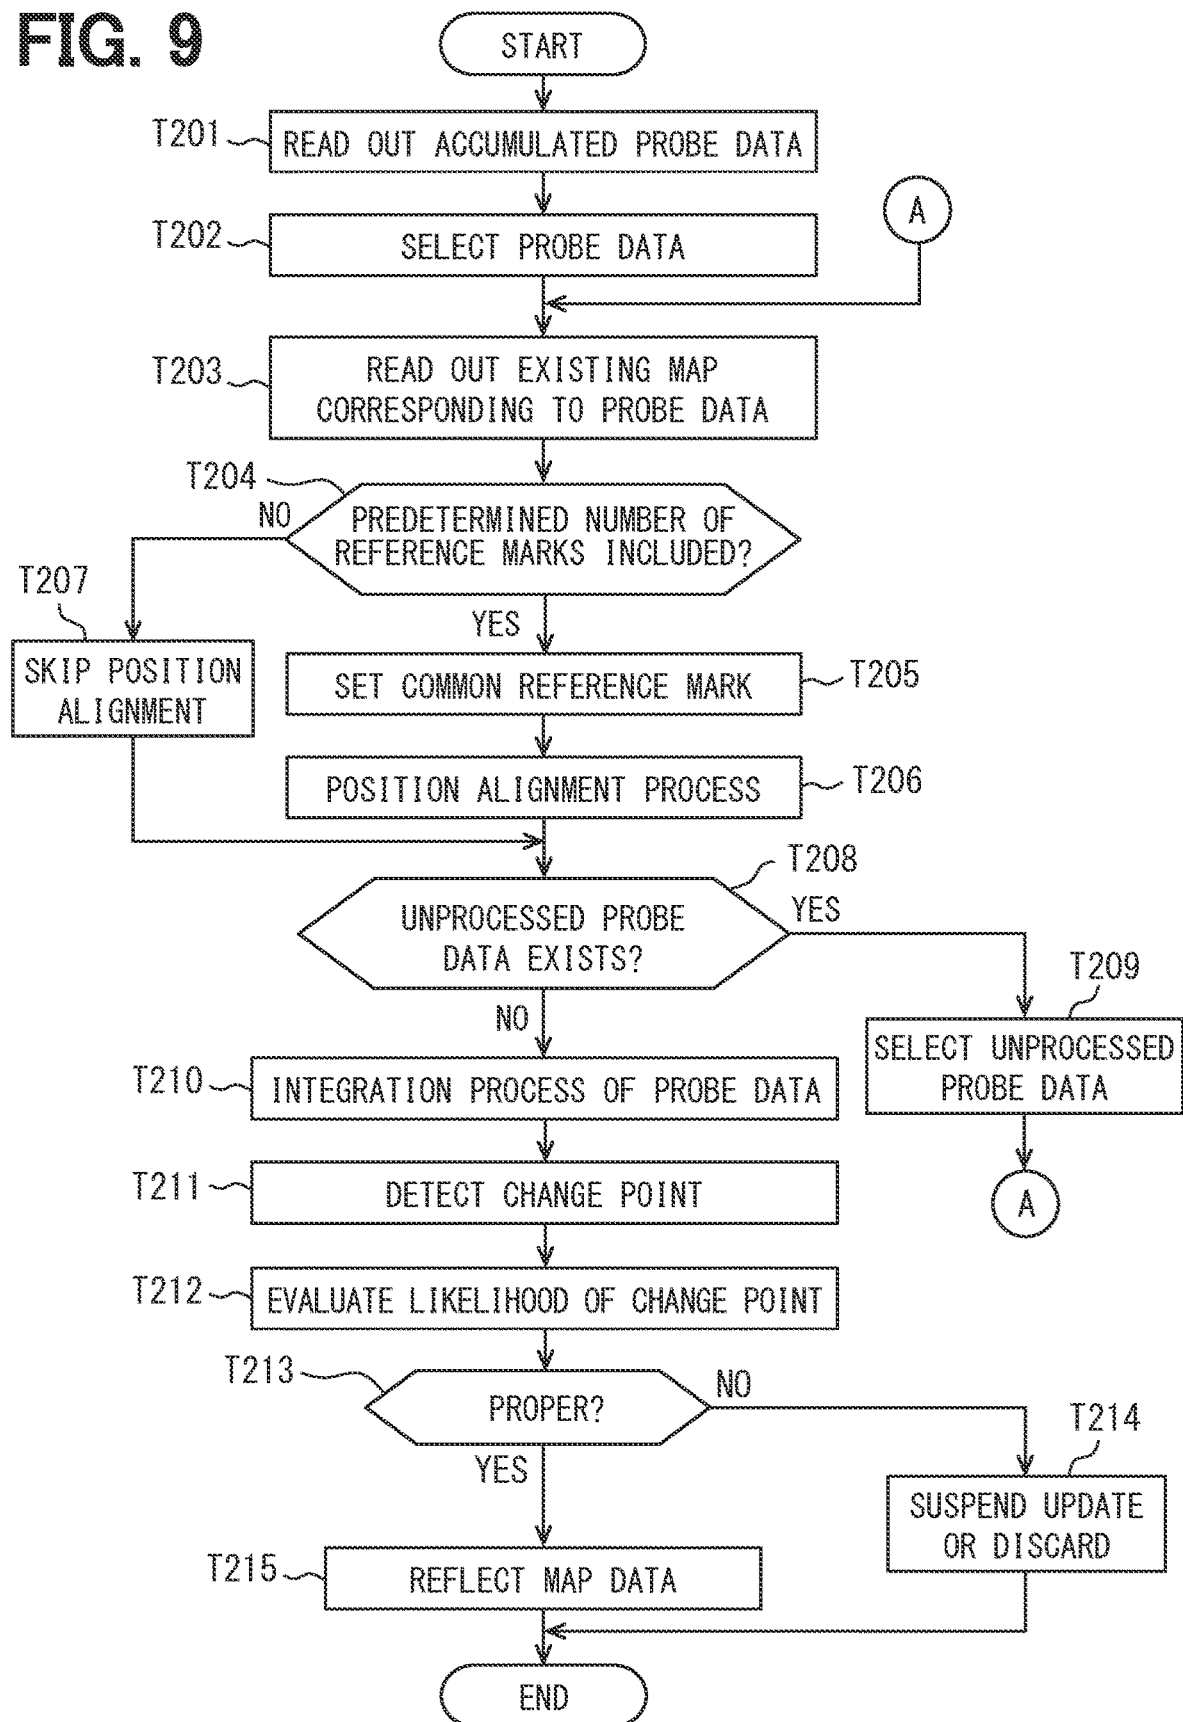 FIG. 9
START
T201
READ OUT ACCUMULATED PROBE DATA
A
T202
SELECT PROBE DATA
T203
READ OUT EXISTING MAP
CORRESPONDING TO PROBE DATA
T204
NO
PREDETERMINED NUMBER OF
REFERENCE MARKS INCLUDED?
T207
YES
SKIP POSITION
ALIGNMENT
SET COMMON REFERENCE MARK
T205
POSITION ALIGNMENT PROCESS
T206
T208
UNPROCESSED PROBE
DATA EXISTS?
YES
NO
T209
SELECT UNPROCESSED
PROBE DATA
A
T210
INTEGRATION PROCESS OF PROBE DATA
T211
DETECT CHANGE POINT
T212
EVALUATE LIKELIHOOD OF CHANGE POINT
T213
PROPER?
NO
YES
T214
SUSPEND UPDATE
OR DISCARD
T215
REFLECT MAP DATA
END